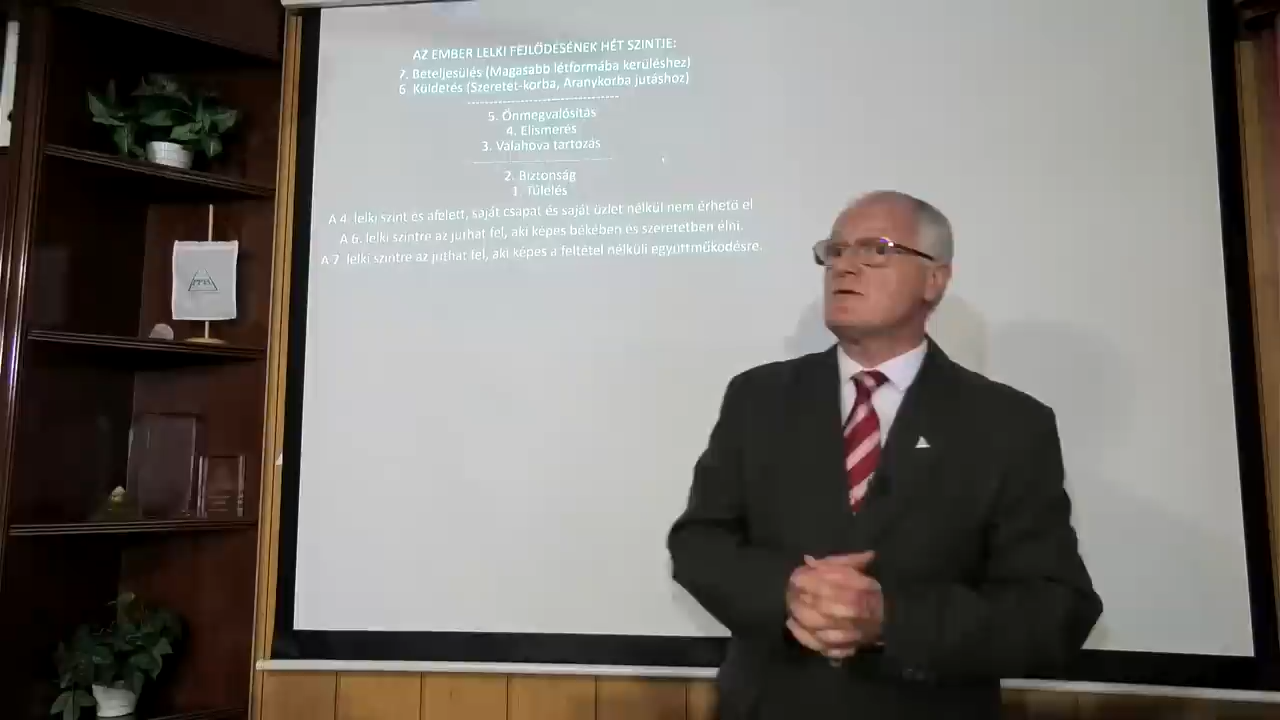 AZ EMBER LELKI FEJLŐDÉSÉNEK HÉT SZINTJE:
7. Beteljesülés (Magasabb létformába kerüléshez)
6 Küldetés (Szeretet-korba, Aranykorba jutáshoz)
5. Önmegvalósítás
4. Elismerés
3. Valahova tartozás
2. Biztonság
1. Túlélés
A 4. lelki szint és afelett, saját csapat és saját üzlet nélkül nem érhető el
A 6. lelki szintre az juthat fel, aki képes békében és szeretetben élni.
A 7. lelki szintre az juthat fel, aki képes a feltétel nélküli együttműködésre.